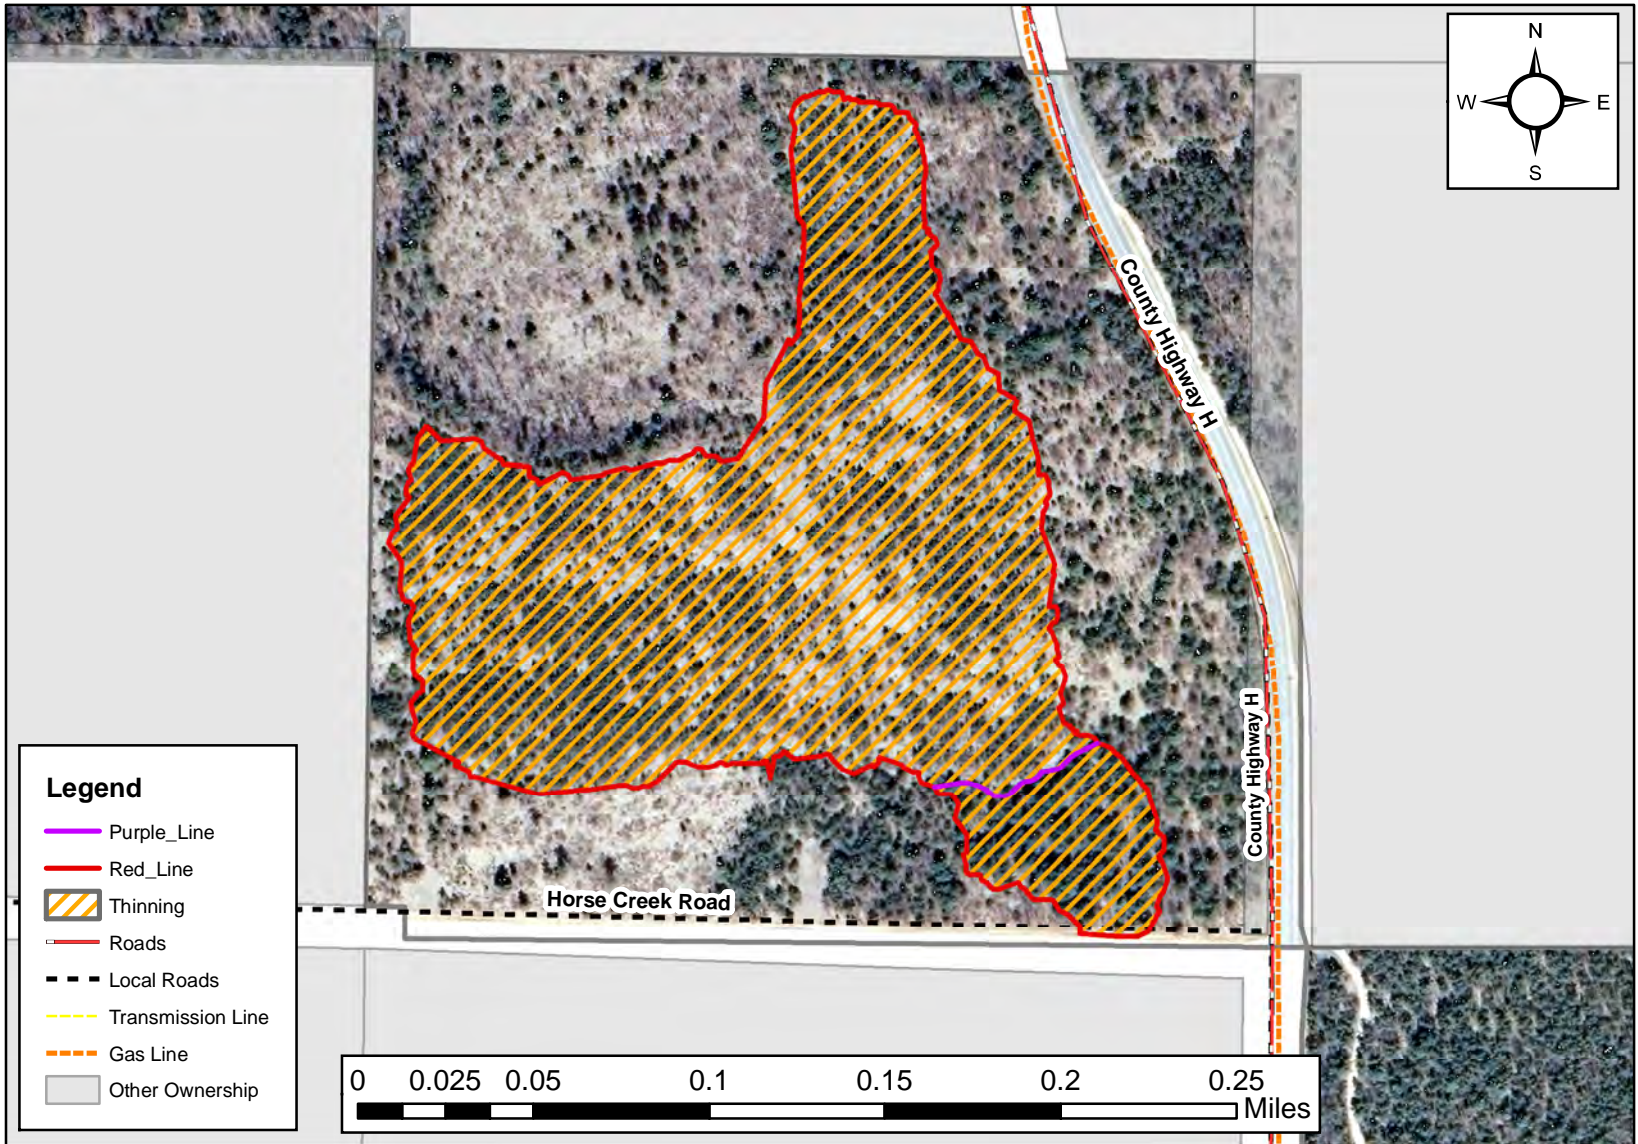 N
W E
S
County Highway H
County Highway H
Horse Creek Road
Legend
Purple_Line
Red_Line
Thinning
Roads
Local Roads
Transmission Line
Gas Line
Other Ownership
0 0.025 0.05 0.1 0.15 0.2 0.25
Miles